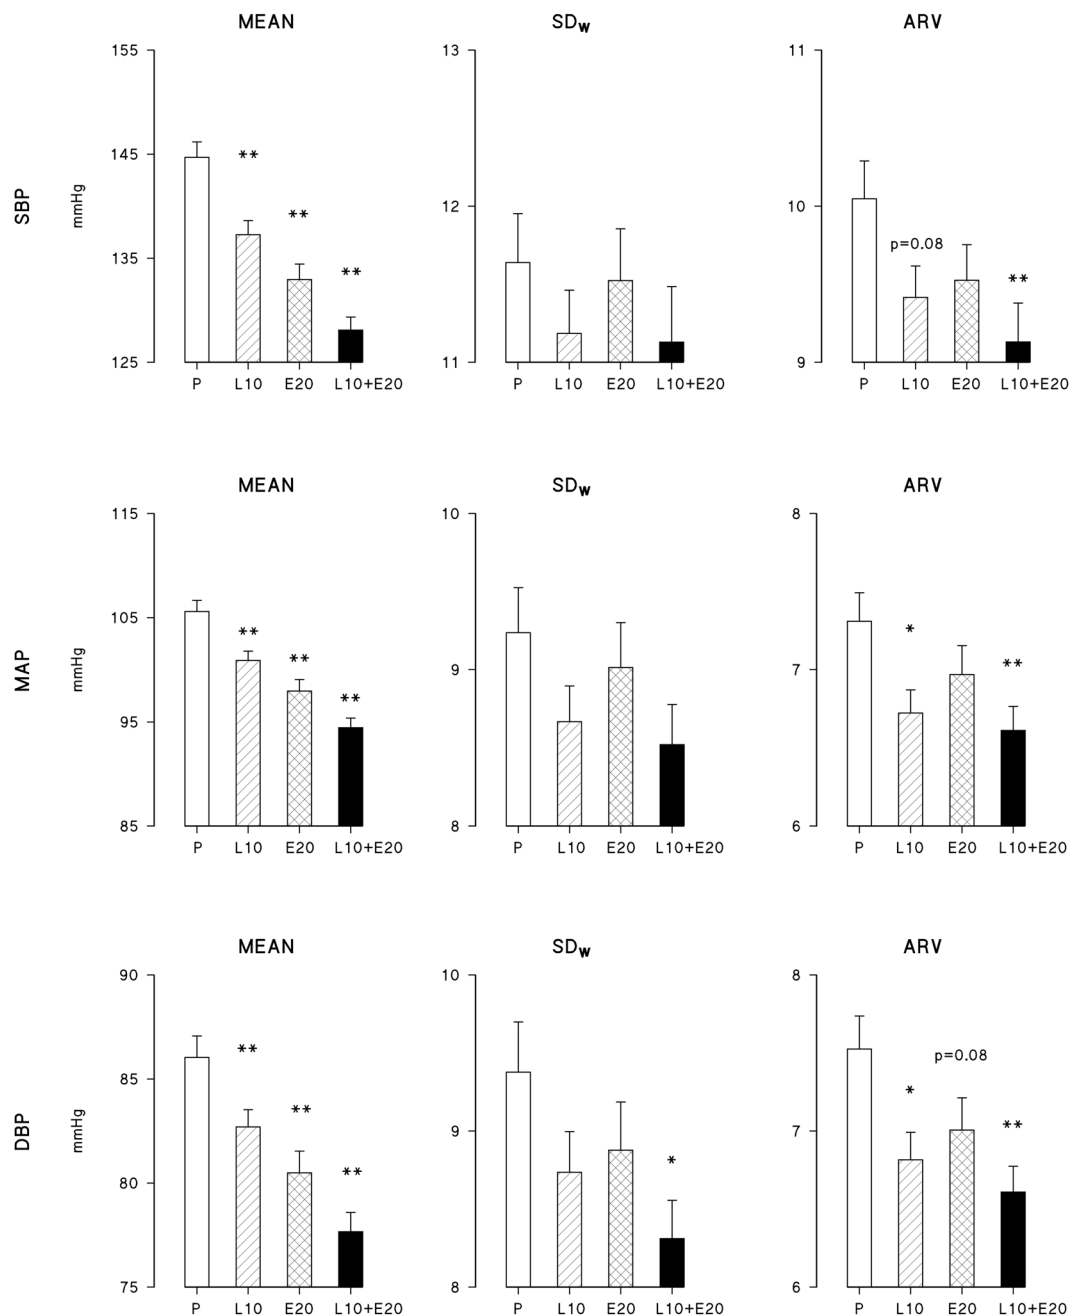 MEAN SDw ARV
155 13 11
145 12 10
135
125 11 9
SBP
mmHg
** ** **
p=0.08 **
P L10 E20 L10+E20 P L10 E20 L10+E20 P L10 E20 L10+E20
MEAN SDw ARV
115 10 8
105 9 7
95
85 8 6
MAP
mmHg
** ** **
* **
P L10 E20 L10+E20 P L10 E20 L10+E20 P L10 E20 L10+E20
MEAN SDw ARV
90 10 8
85 9 7
80
75 8 6
DBP
mmHg
** ** **
*
* p=0.08 **
P L10 E20 L10+E20 P L10 E20 L10+E20 P L10 E20 L10+E20